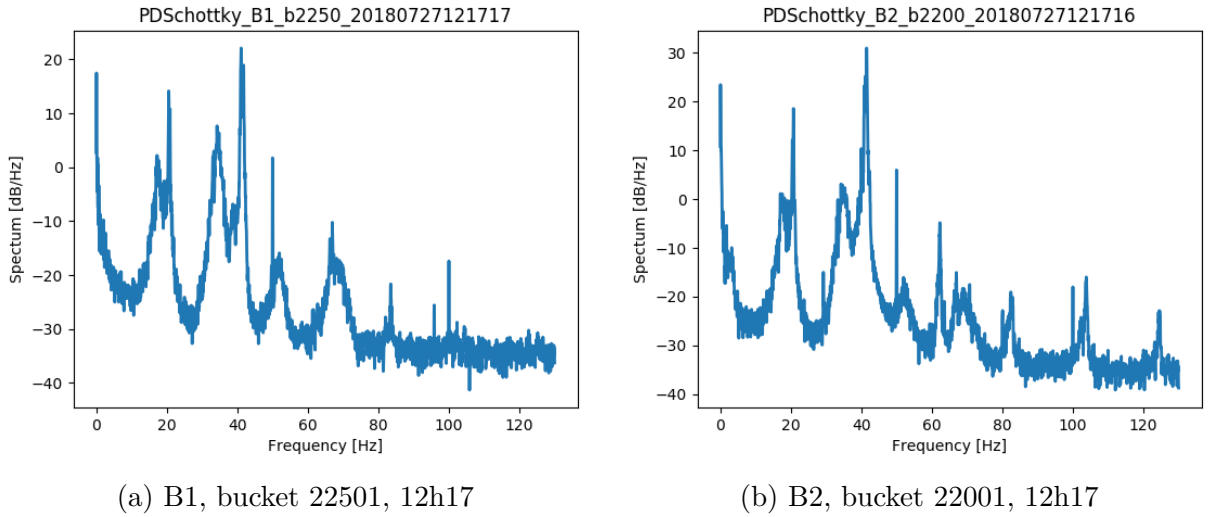 PDSchottky_B1_b2250_20180727121717
20
10
0
−10
−20
−30
−40
Spectum [dB/Hz]
0 20 40 60 80 100 120
Frequency [Hz]
(a) B1, bucket 22501, 12h17
PDSchottky_B2_b2200_20180727121716
30
20
10
0
−10
−20
−30
−40
Spectum [dB/Hz]
0 20 40 60 80 100 120
Frequency [Hz]
(b) B2, bucket 22001, 12h17